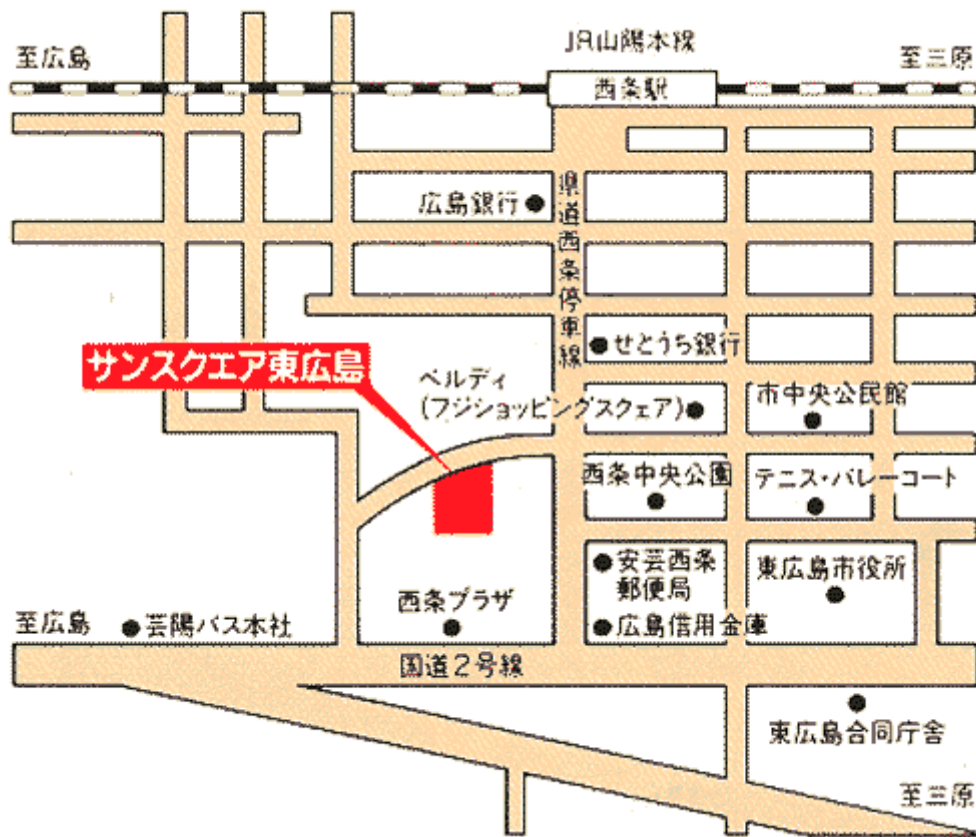 JR山陽本線
至広島
至三原
西条駅
広島銀行
県道西条停車線
せとうち銀行
サンスクエア東広島
ベルディ
(フジショッピングスクェア)
市中央公民館
西条中央公園
テニス・バレーコート
安芸西条
郵便局
東広島市役所
西条プラザ
至広島
芸陽バス本社
広島信用金庫
国道2号線
東広島合同庁舎
至三原